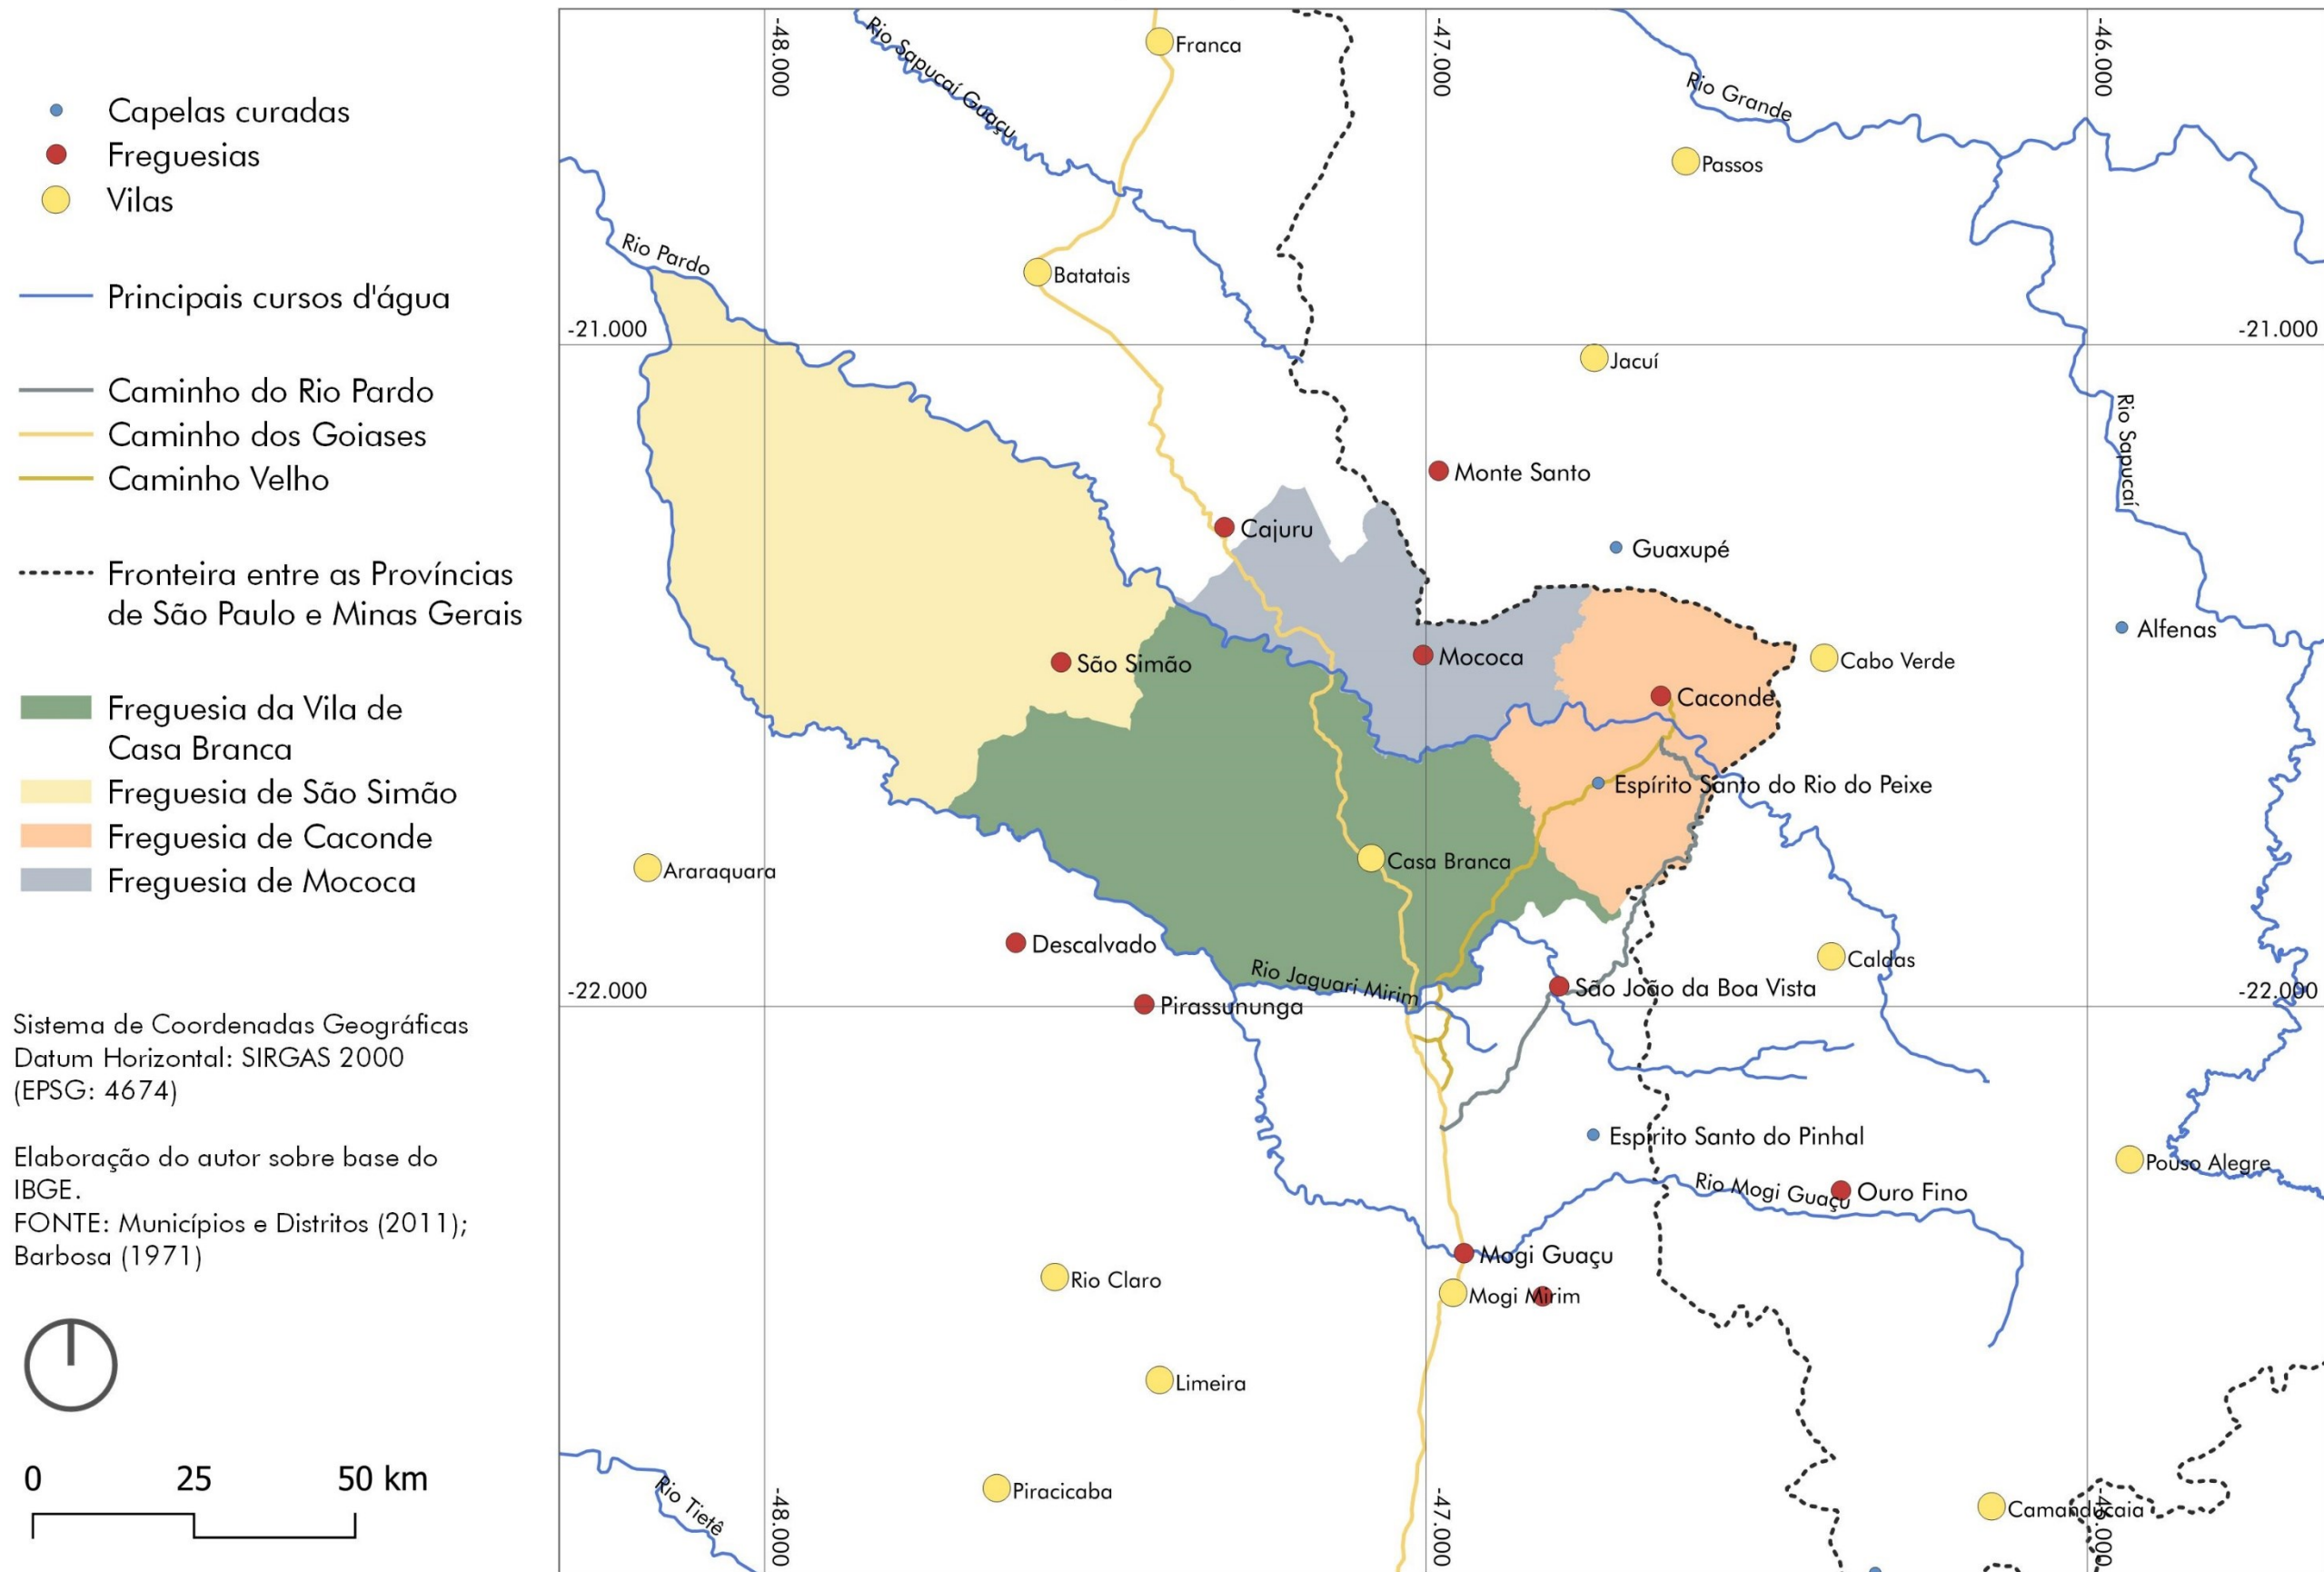 Capelas curadas
Freguesias
Vilas
Principais cursos d'água
Caminho do Rio Pardo
Caminho dos Goiases
Caminho Velho
Fronteira entre as Províncias
de São Paulo e Minas Gerais
Freguesia da Vila de
Casa Branca
Freguesia de São Simão
Freguesia de Caconde
Freguesia de Mococa
Sistema de Coordenadas Geográficas
Datum Horizontal: SIRGAS 2000
(EPSG: 4674)
Elaboração do autor sobre base do
IBGE.
FONTE: Municípios e Distritos (2011);
Barbosa (1971)
0 25 50 km
-48.000
-47.000
-46.000
Rio Sapucaí Guaçu
Franca
Rio Grande
Passos
Rio Pardo
Batatais
-21.000
-21.000
Jacuí
Rio Sapucaí
Monte Santo
Cajuru
Guaxupé
Alfenas
São Simão
Mococa
Cabo Verde
Caconde
Espírito Santo do Rio do Peixe
Casa Branca
Araraquara
Descalvado
Caldas
Rio Jaguari Mirim
São João da Boa Vista
-22.000
-22.000
Pirassununga
Espírito Santo do Pinhal
Pouso Alegre
Rio Mogi Guaçu
Ouro Fino
Mogi Guaçu
Rio Claro
Mogi Mirim
Limeira
Piracicaba
Rio Tietê
Camanducaia
-48.000
-47.000
-46.000